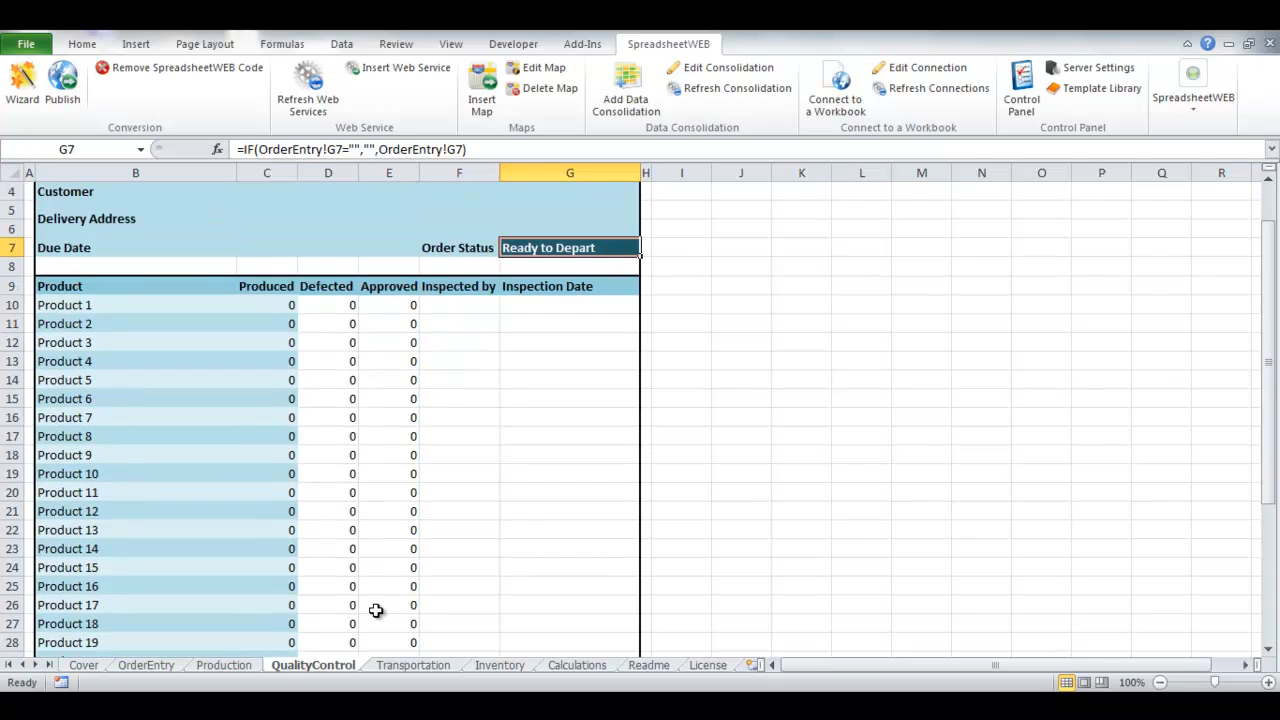 File Home Insert Page Layout Formulas Data Review View Developer Add-Ins SpreadsheetWEB
Wizard Publish Remove SpreadsheetWEB Code
Conversion
Refresh Web Services Insert Web Service
Web Service
Insert Map Edit Map Delete Map
Maps
Add Data Consolidation Edit Consolidation Refresh Consolidation
Data Consolidation
Connect to a Workbook Edit Connection Refresh Connections
Connect to a Workbook
Control Panel Server Settings Template Library
Control Panel
SpreadsheetWEB
G7 fx =IF(OrderEntry!G7="","",OrderEntry!G7)
A B C D E F G H I J K L M N O P Q R
4 Customer
5 Delivery Address
6
7 Due Date Order Status Ready to Depart
8
9 Product Produced Defected Approved Inspected by Inspection Date
10 Product 1 0 0 0
11 Product 2 0 0 0
12 Product 3 0 0 0
13 Product 4 0 0 0
14 Product 5 0 0 0
15 Product 6 0 0 0
16 Product 7 0 0 0
17 Product 8 0 0 0
18 Product 9 0 0 0
19 Product 10 0 0 0
20 Product 11 0 0 0
21 Product 12 0 0 0
22 Product 13 0 0 0
23 Product 14 0 0 0
24 Product 15 0 0 0
25 Product 16 0 0 0
26 Product 17 0 0 0
27 Product 18 0 0 0
28 Product 19 0 0 0
Cover OrderEntry Production QualityControl Transportation Inventory Calculations Readme License
Ready 100%